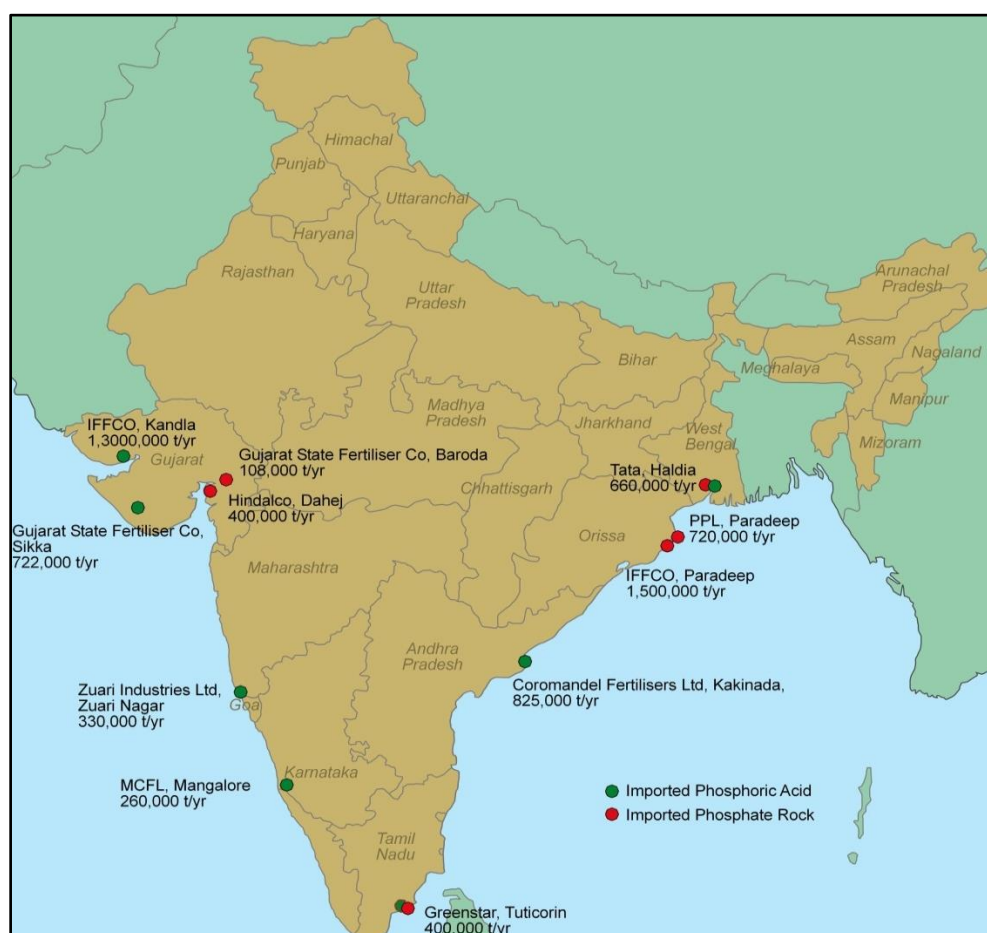 Himachal
Punjab
Uttaranchal
Haryana
Rajasthan
Uttar
Pradesh
Arunachal
Pradesh
Assam
Nagaland
Bihar
Meghalaya
Manipur
Mizoram
IFFCO, Kandla
1,3000,000 t/yr
Gujarat
Madhya
Pradesh
Jharkhand
West
Bengal
Gujarat State Fertiliser Co, Baroda
108,000 t/yr
Hindalco, Dahej
400,000 t/yr
Chhattisgarh
Tata, Haldia
660,000 t/yr
Gujarat State Fertiliser Co,
Sikka
722,000 t/yr
Orissa
PPL, Paradeep
720,000 t/yr
Maharashtra
IFFCO, Paradeep
1,500,000 t/yr
Andhra
Pradesh
Coromandel Fertilisers Ltd, Kakinada,
825,000 t/yr
Zuari Industries Ltd,
Zuari Nagar
330,000 t/yr
Goa
Karnataka
MCFL, Mangalore
260,000 t/yr
Imported Phosphoric Acid
Imported Phosphate Rock
Tamil
Nadu
Greenstar, Tuticorin
400,000 t/yr